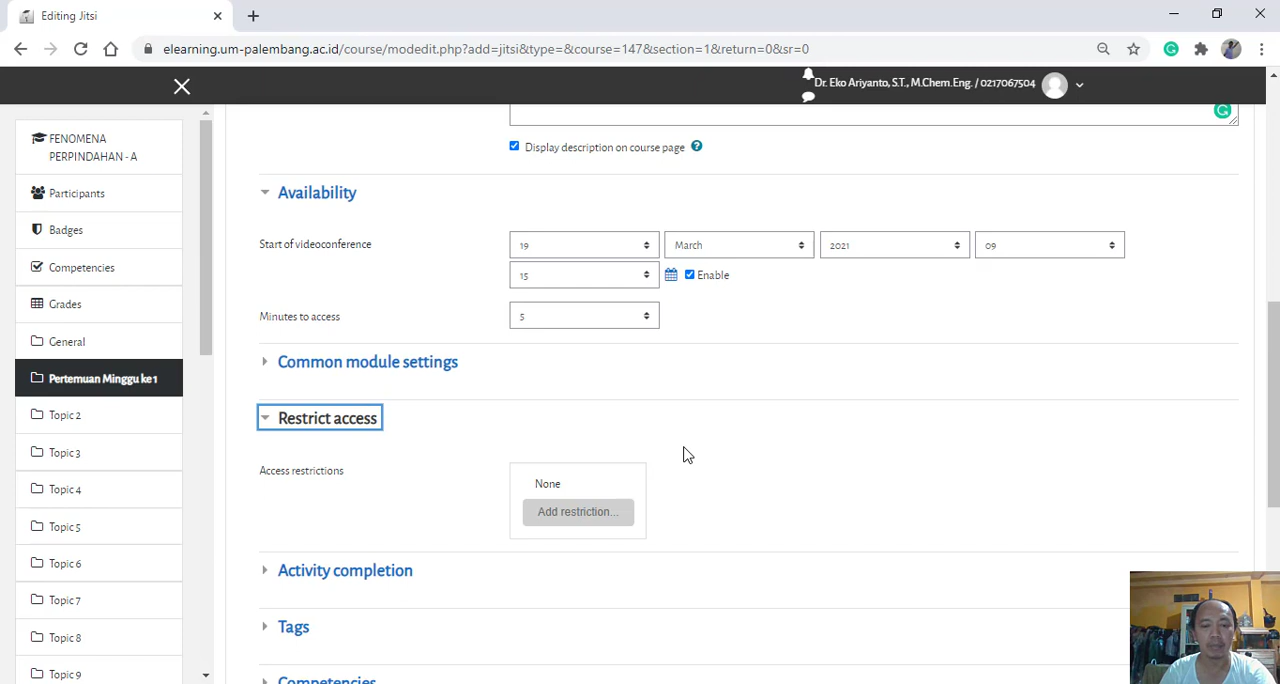 Editing Jitsi
elearning.um-palembang.ac.id/course/modedit.php?add=jitsi&type=&course=147&section=1&return=0&sr=0
Dr. Eko Ariyanto, S.T., M.Chem.Eng. / 0217067504
FENOMENA
PERPINDAHAN - A
Participants
Badges
Competencies
Grades
General
Pertemuan Minggu ke 1
Topic 2
Topic 3
Topic 4
Topic 5
Topic 6
Topic 7
Topic 8
Topic 9
Display description on course page
Availability
Start of videoconference
19
March
2021
09
15
Enable
Minutes to access
5
Common module settings
Restrict access
Access restrictions
None
Add restriction...
Activity completion
Tags
Competencies